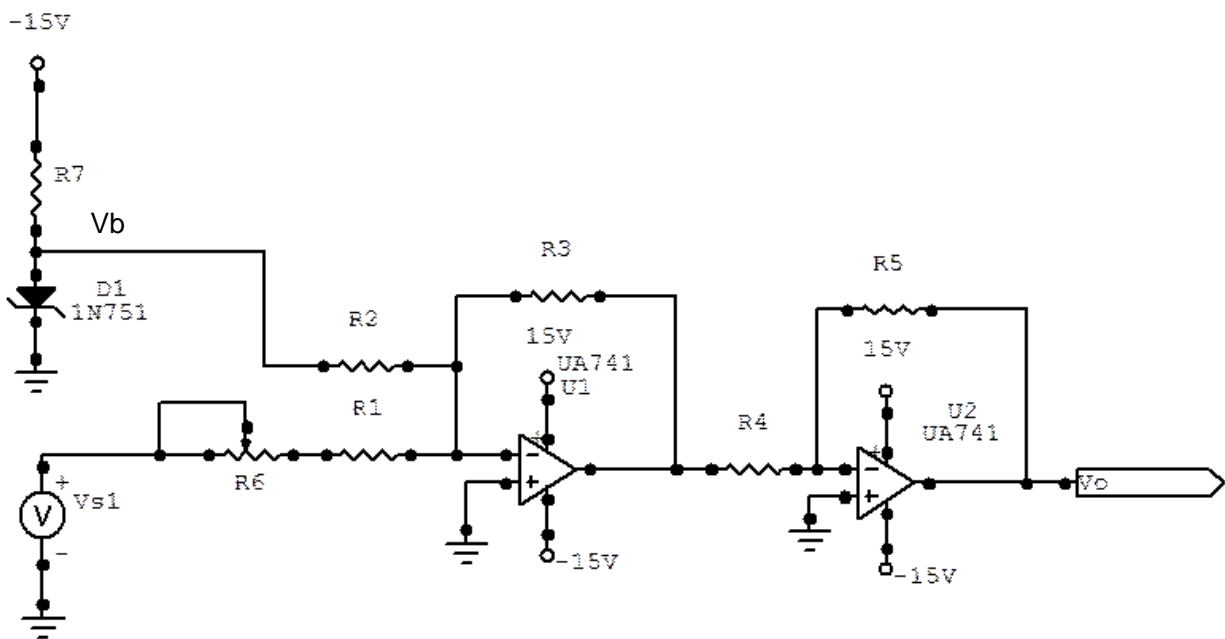 -15V
R7
Vb
D1
1N751
R2
R1
R6
+
Vs1
V
-
R3
15V
UA741
U1
+
-
+
-15V
R4
R5
15V
U2
UA741
+
-
+
-15V
Vo